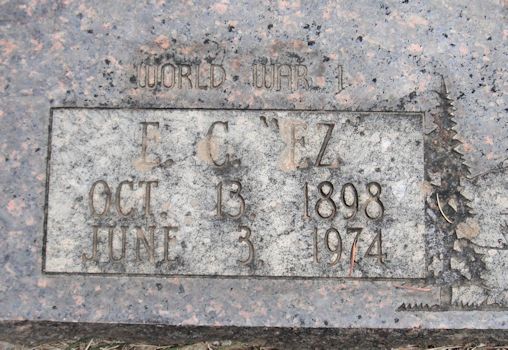 WORLD WAR 1
E. C. "EZ"
OCT. 13. 1898
JUNE 3. 1974